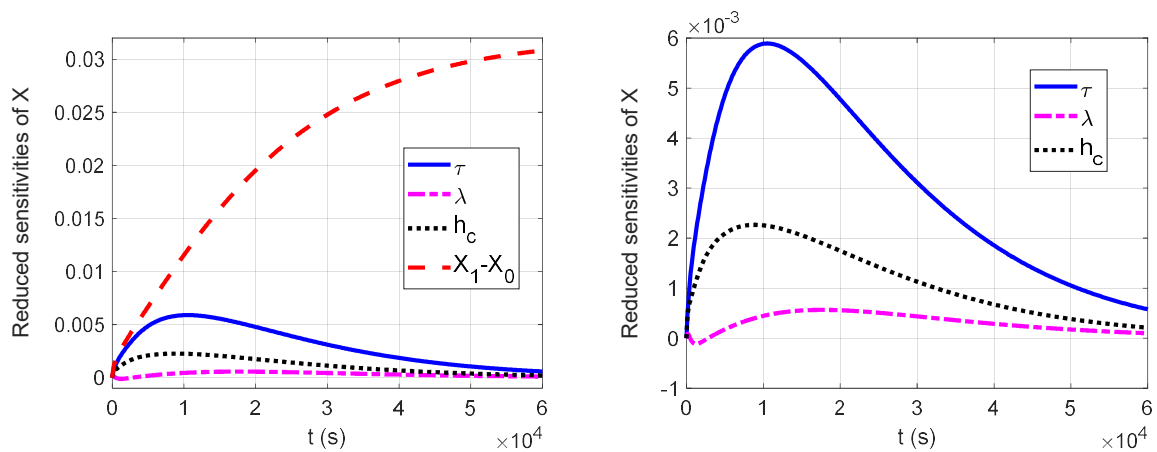 Reduced sensitivities of X
0.03
0.025
0.02
0.015
0.01
0.005
0
τ
λ
h_c
X_1-X_0
0 1 2 3 4 5 6
t (s)
×10^4
Reduced sensitivities of X
×10^-3
6
5
4
3
2
1
0
-1
τ
λ
h_c
0 1 2 3 4 5 6
t (s)
×10^4